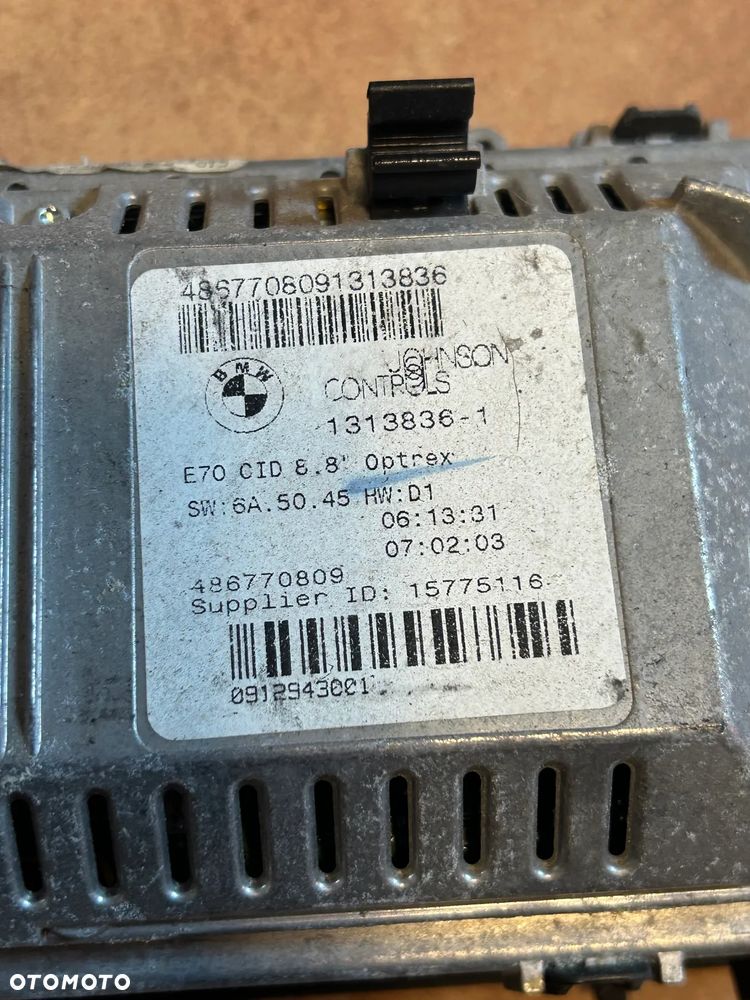 4867708091313836
BMW
JOHNSON
CONTROLS
1313836-1
E70 CID 8.8' Optrex
SW:6A.50.45 HW:D1
06:13:31
07:02:03
486770809
Supplier ID: 15775116
0912943001
OTOMOTO